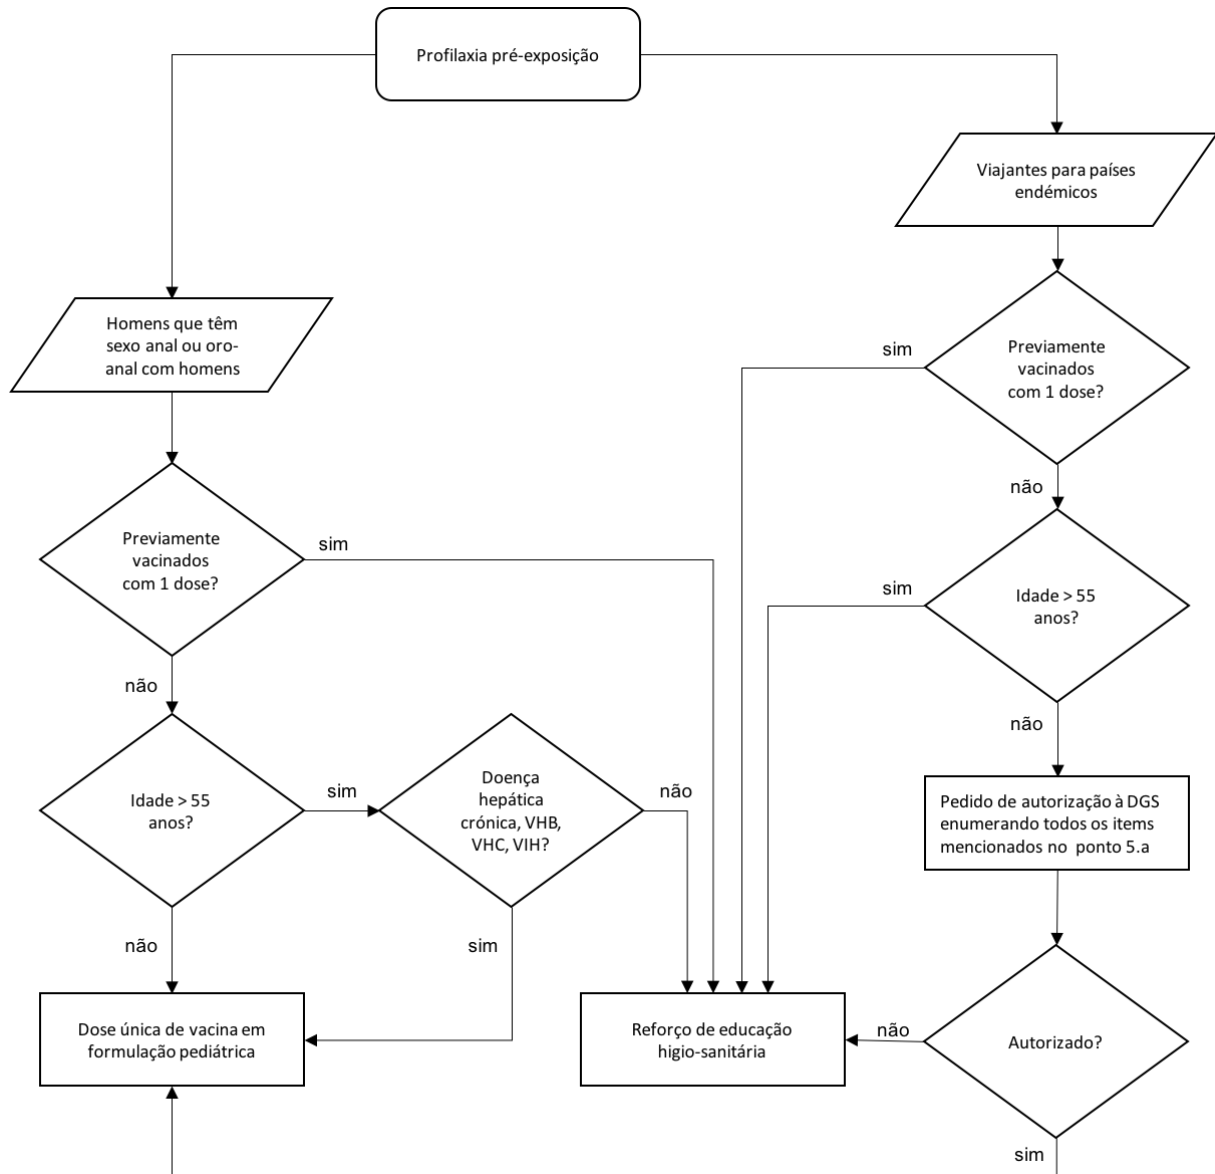 Profilaxia pré-exposição
Viajantes para países
endémicos
Homens que têm
sexo anal ou oro-
anal com homens
sim
Previamente
vacinados
com 1 dose?
não
Previamente
vacinados
com 1 dose?
sim
não
sim
Idade > 55
anos?
não
Idade > 55
anos?
sim
Doença
hepática
crónica, VHB,
VHC, VIH?
não
Pedido de autorização à DGS
enumerando todos os items
mencionados no ponto 5.a
não
sim
Dose única de vacina em
formulação pediátrica
Reforço de educação
higio-sanitária
não
Autorizado?
sim